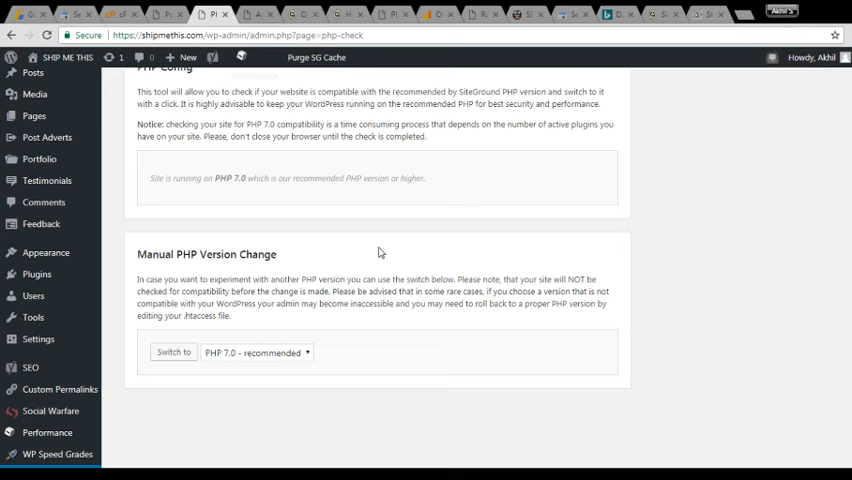 Akhil S
Secure https://shipmethis.com/wp-admin/admin.php?page=php-check
SHIP ME THIS 1 0 + New Purge SG Cache Howdy, Akhil
Posts
Media
Pages
Post Adverts
Portfolio
Testimonials
Comments
Feedback
Appearance
Plugins
Users
Tools
Settings
SEO
Custom Permalinks
Social Warfare
Performance
WP Speed Grades
PHP Config
This tool will allow you to check if your website is compatible with the recommended by SiteGround PHP version and switch to it
with a click. It is highly advisable to keep your WordPress running on the recommended PHP for best security and performance.
Notice: checking your site for PHP 7.0 compatibility is a time consuming process that depends on the number of active plugins you
have on your site. Please, don't close your browser until the check is completed.
Site is running on PHP 7.0 which is our recommended PHP version or higher.
Manual PHP Version Change
In case you want to experiment with another PHP version you can use the switch below. Please note, that your site will NOT be
checked for compatibility before the change is made. Please be advised that in some rare cases, if you choose a version that is not
compatible with your WordPress your admin may become inaccessible and you may need to roll back to a proper PHP version by
editing your .htaccess file.
Switch to PHP 7.0 - recommended